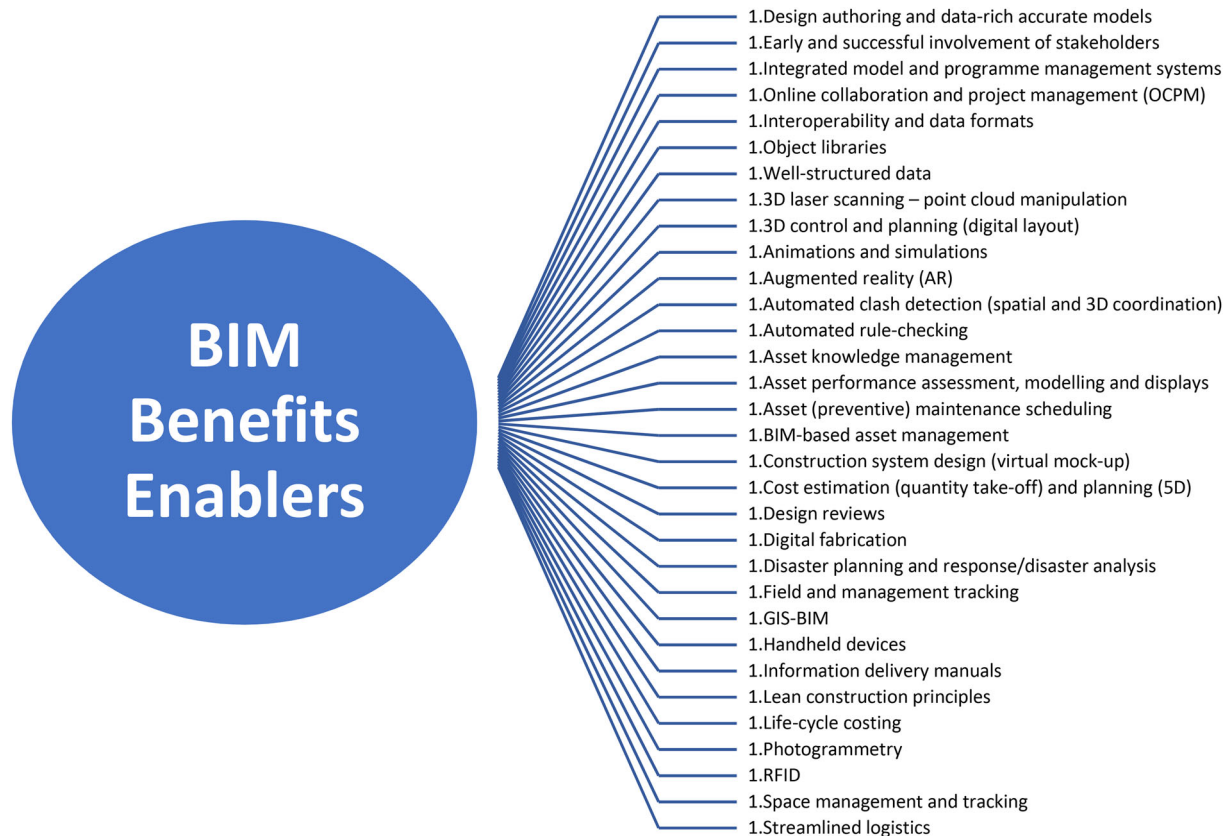 BIM
Benefits
Enablers
1.Design authoring and data-rich accurate models
1.Early and successful involvement of stakeholders
1.Integrated model and programme management systems
1.Online collaboration and project management (OCPM)
1.Interoperability and data formats
1.Object libraries
1.Well-structured data
1.3D laser scanning – point cloud manipulation
1.3D control and planning (digital layout)
1.Animations and simulations
1.Augmented reality (AR)
1.Automated clash detection (spatial and 3D coordination)
1.Automated rule-checking
1.Asset knowledge management
1.Asset performance assessment, modelling and displays
1.Asset (preventive) maintenance scheduling
1.BIM-based asset management
1.Construction system design (virtual mock-up)
1.Cost estimation (quantity take-off) and planning (5D)
1.Design reviews
1.Digital fabrication
1.Disaster planning and response/disaster analysis
1.Field and management tracking
1.GIS-BIM
1.Handheld devices
1.Information delivery manuals
1.Lean construction principles
1.Life-cycle costing
1.Photogrammetry
1.RFID
1.Space management and tracking
1.Streamlined logistics